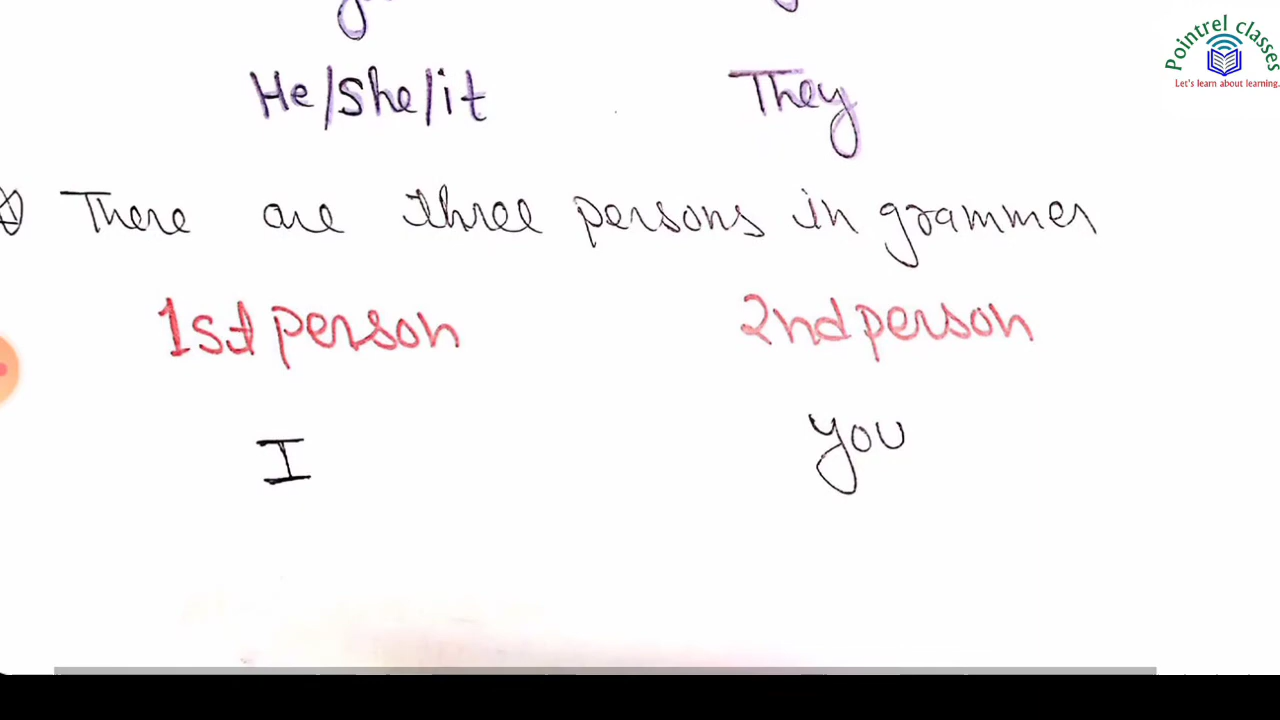 Pointrel classes
Let's learn about learning.
He/She/it They
There are three persons in grammer
1st person 2nd person
I you